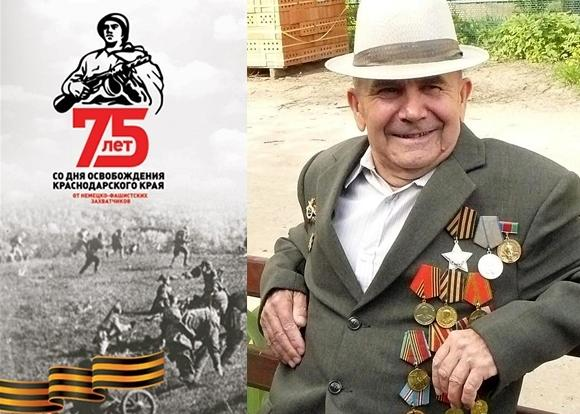 75
лет
СО ДНЯ ОСВОБОЖДЕНИЯ
КРАСНОДАРСКОГО КРАЯ
ОТ НЕМЕЦКО-ФАШИСТСКИХ
ЗАХВАТЧИКОВ